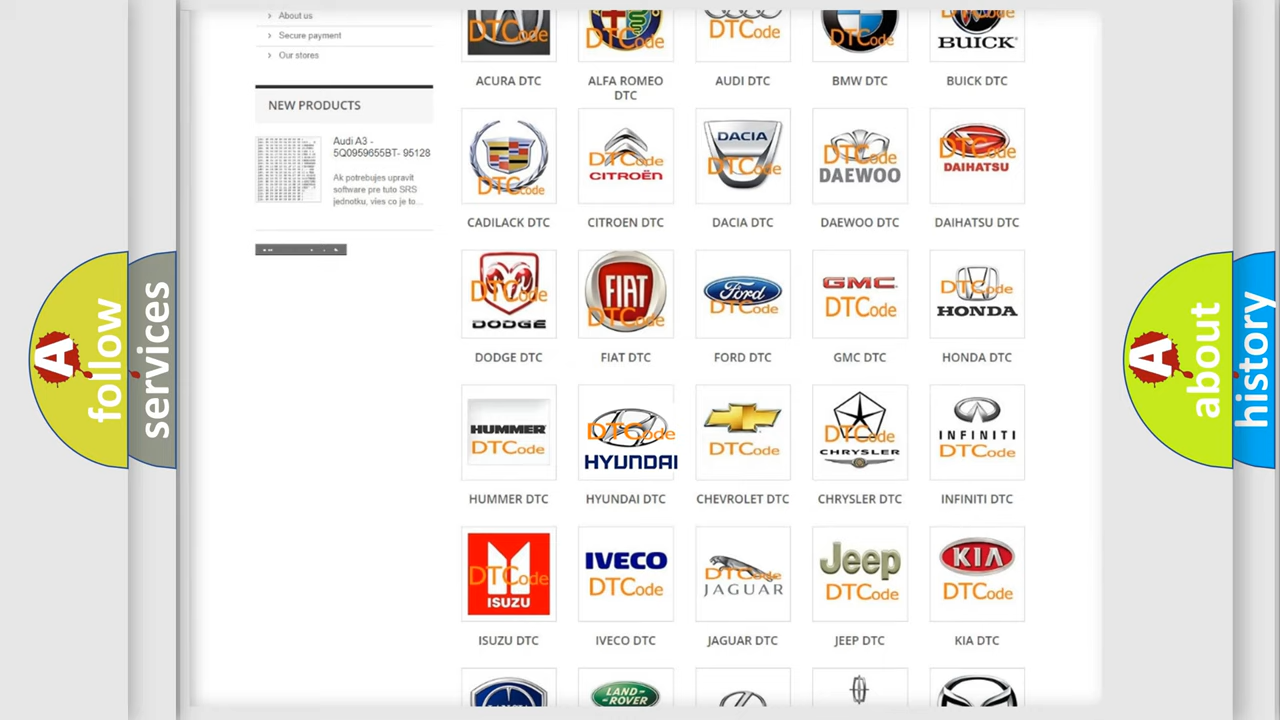 About us
Secure payment
Our stores
NEW PRODUCTS
Audi A3 -
5Q0959655BT- 95128
Ak potrebujes upravit
software pre tuto SRS
jednotku, vies co je to...
DTCode
DTCode
DTCode
DTCode
BUICK
ACURA DTC
ALFA ROMEO
DTC
AUDI DTC
BMW DTC
BUICK DTC
DTCode
DTCode
CITROËN
DACIA
DTCode
DTCode
DAEWOO
DTCode
DAIHATSU
CADILACK DTC
CITROEN DTC
DACIA DTC
DAEWOO DTC
DAIHATSU DTC
DTCode
DODGE
FIAT
DTCode
Ford
DTCode
GMC
DTCode
DTCode
HONDA
DODGE DTC
FIAT DTC
FORD DTC
GMC DTC
HONDA DTC
HUMMER
DTCode
DTCode
HYUNDAI
DTCode
DTCode
CHRYSLER
INFINITI
DTCode
HUMMER DTC
HYUNDAI DTC
CHEVROLET DTC
CHRYSLER DTC
INFINITI DTC
DTCode
ISUZU
IVECO
DTCode
DTCode
JAGUAR
Jeep
DTCode
KIA
DTCode
ISUZU DTC
IVECO DTC
JAGUAR DTC
JEEP DTC
KIA DTC
LAND-
ROVER
A
follow
services
A
about
history